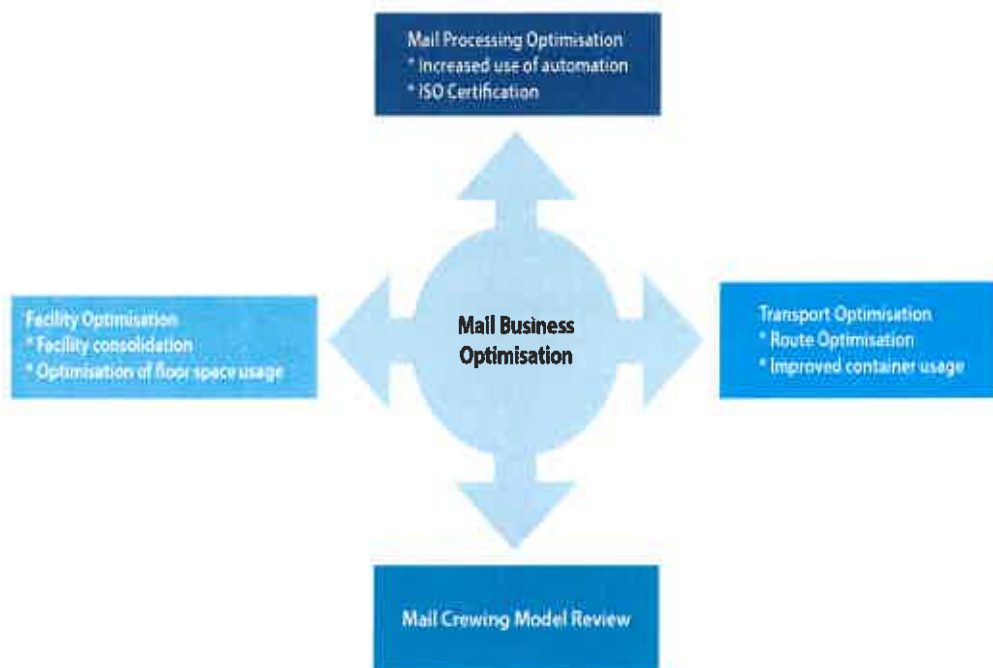 Mail Processing Optimisation
* Increased use of automation
* ISO Certification
Facility Optimisation
* Facility consolidation
* Optimisation of floor space usage
Mail Business
Optimisation
Transport Optimisation
* Route Optimisation
* Improved container usage
Mail Crewing Model Review